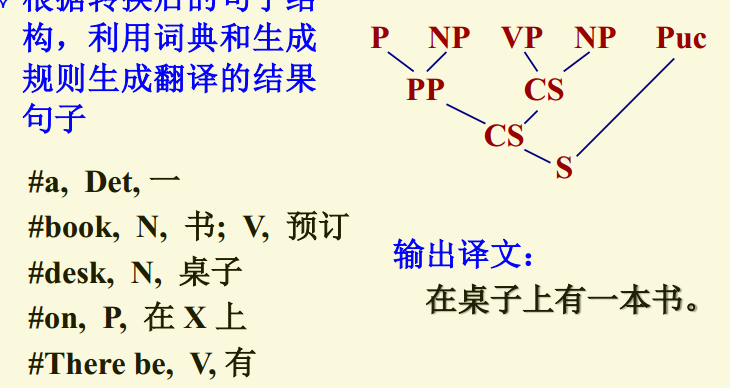 √ 根据转换后的句子结
构，利用词典和生成
规则生成翻译的结果
句子
#a, Det, 一
#book, N, 书; V, 预订
#desk, N, 桌子
#on, P, 在 X 上
#There be, V, 有
P NP VP NP Puc
PP CS
CS
S
输出译文：
在桌子上有一本书。